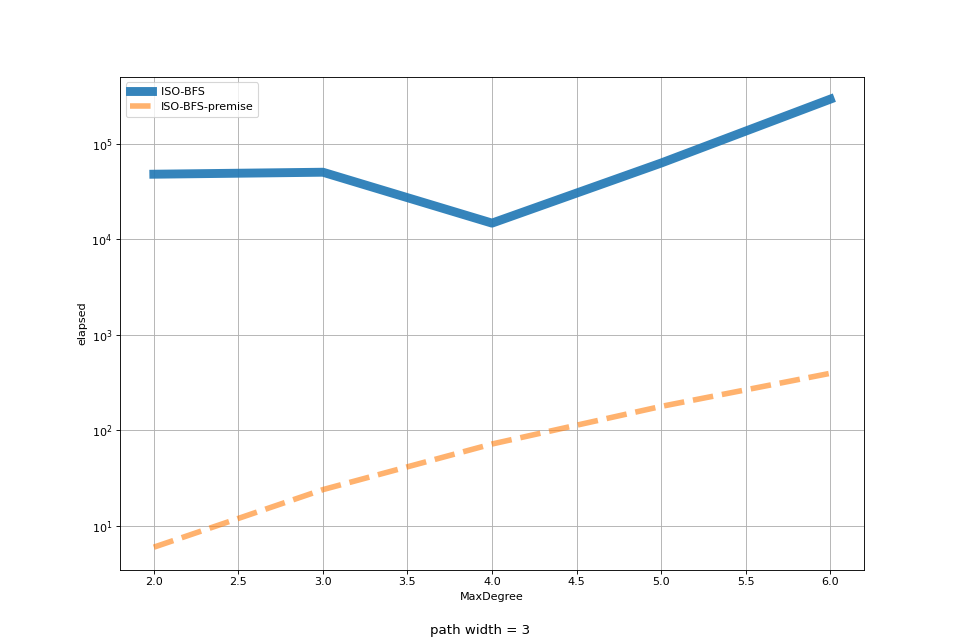 ISO-BFS
ISO-BFS-premise
elapsed
10^5
10^4
10^3
10^2
10^1
2.0 2.5 3.0 3.5 4.0 4.5 5.0 5.5 6.0
MaxDegree
path width = 3